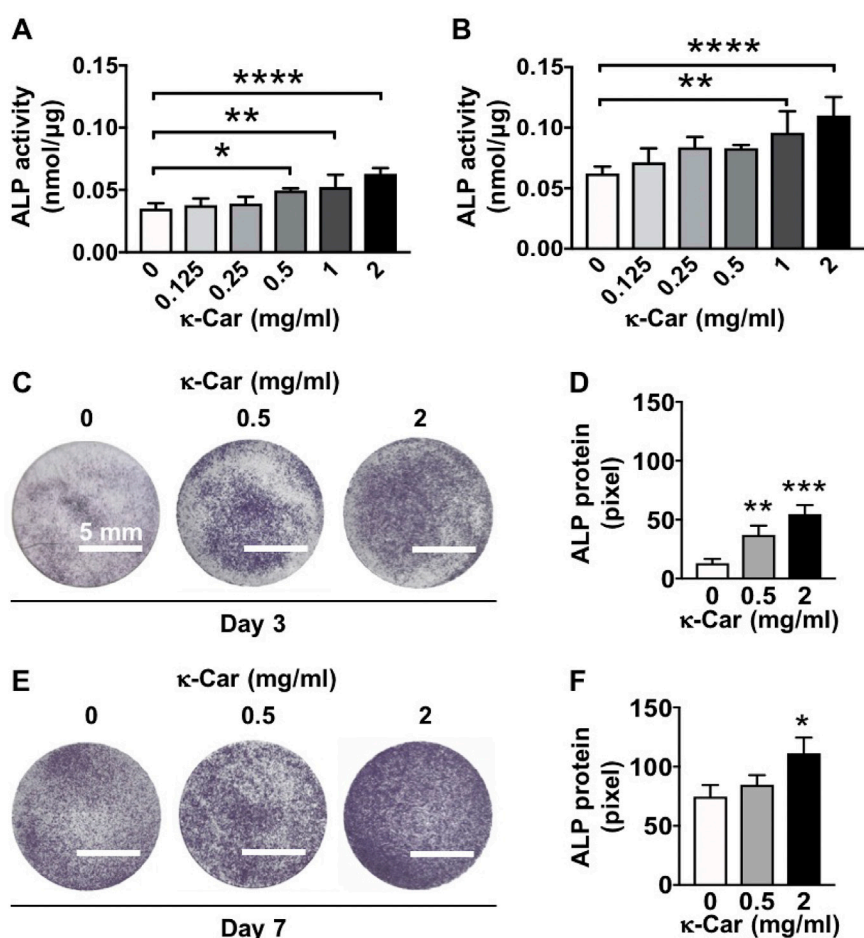 A
ALP activity
(nmol/µg)
0.15
0.10
0.05
0.00
****
**
*
0
0.125
0.25
0.5
1
2
κ-Car (mg/ml)
B
ALP activity
(nmol/µg)
0.15
0.10
0.05
0.00
****
**
0
0.125
0.25
0.5
1
2
κ-Car (mg/ml)
C
κ-Car (mg/ml)
0 0.5 2
5 mm
Day 3
D
ALP protein
(pixel)
150
100
50
0
** ***
0 0.5 2
κ-Car (mg/ml)
E
κ-Car (mg/ml)
0 0.5 2
Day 7
F
ALP protein
(pixel)
150
100
50
0
*
0 0.5 2
κ-Car (mg/ml)